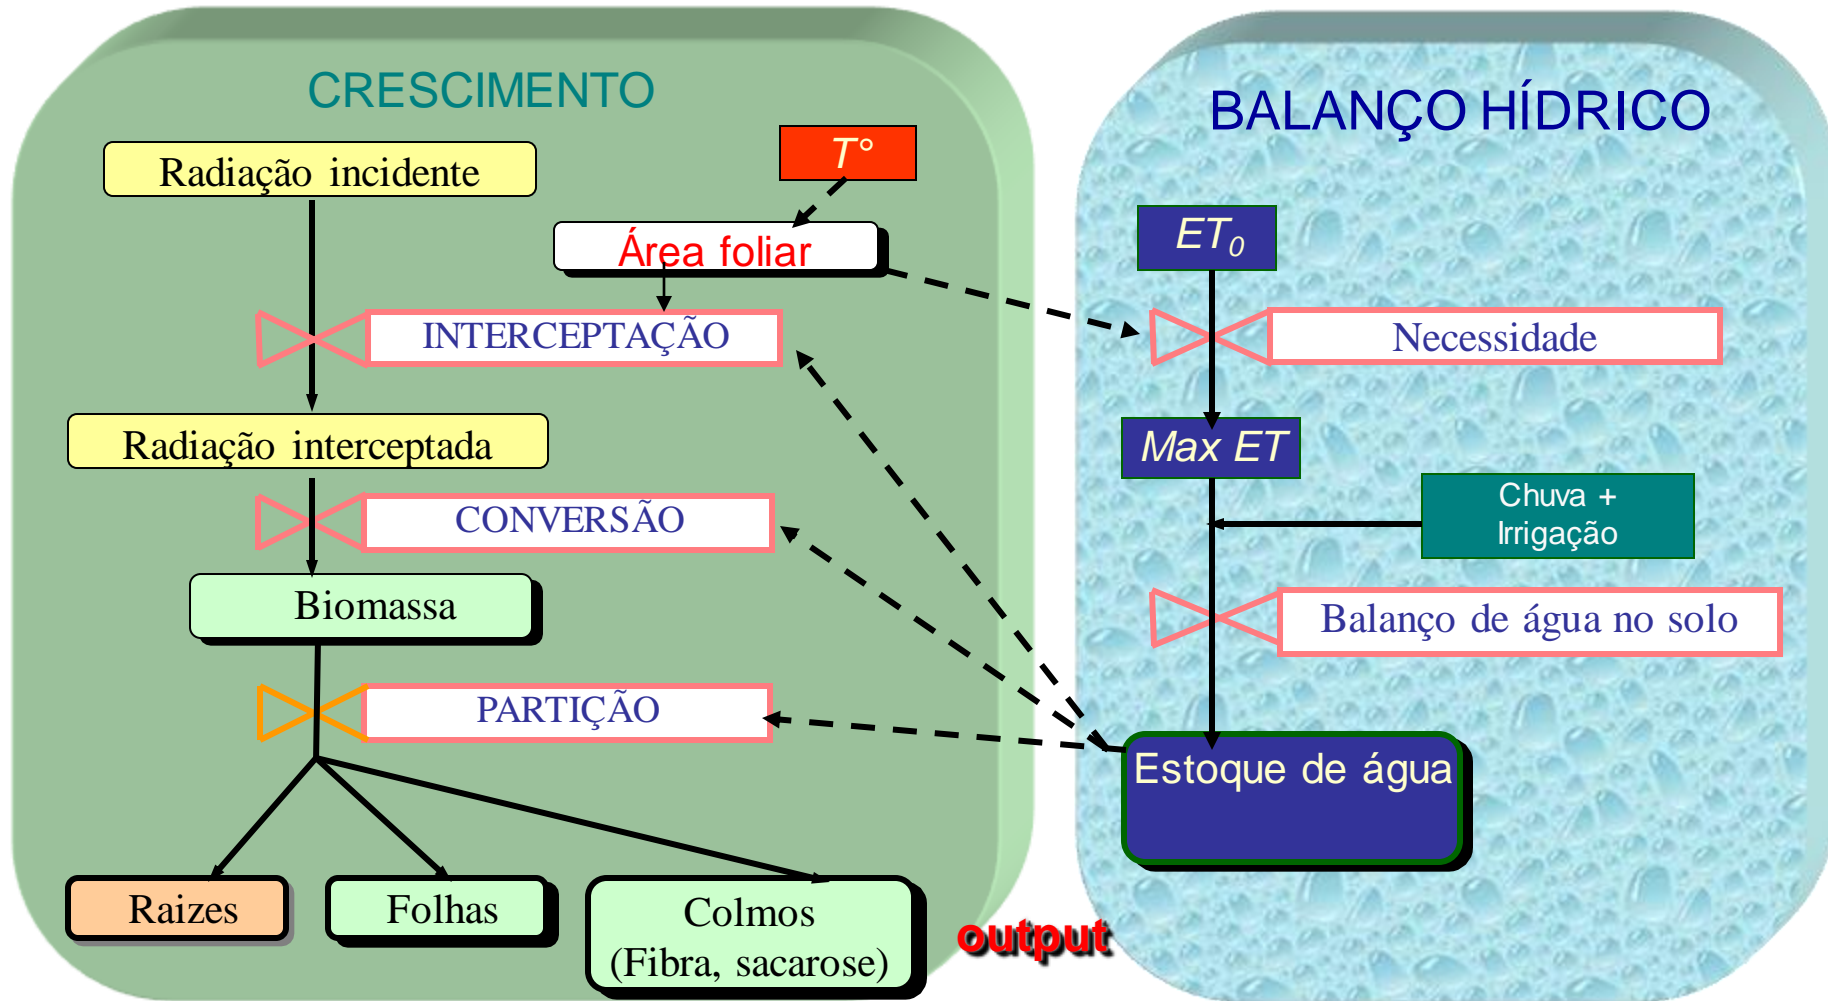 CRESCIMENTO
T°
Radiação incidente
Área foliar
INTERCEPTAÇÃO
Radiação interceptada
CONVERSÃO
Biomassa
PARTIÇÃO
Raizes
Folhas
Colmos
(Fibra, sacarose)
output
BALANÇO HÍDRICO
ET0
Necessidade
Max ET
Chuva +
Irrigação
Balanço de água no solo
Estoque de água